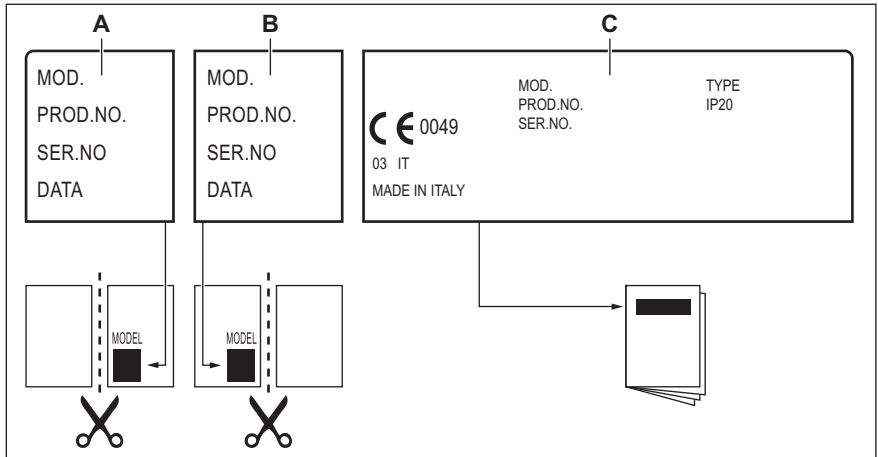 A
B
C
MOD.
PROD.NO.
SER.NO
DATA
MOD.
PROD.NO.
SER.NO
DATA
MOD.
PROD.NO.
SER.NO.
TYPE
IP20
CE 0049
03 IT
MADE IN ITALY
MODEL
MODEL